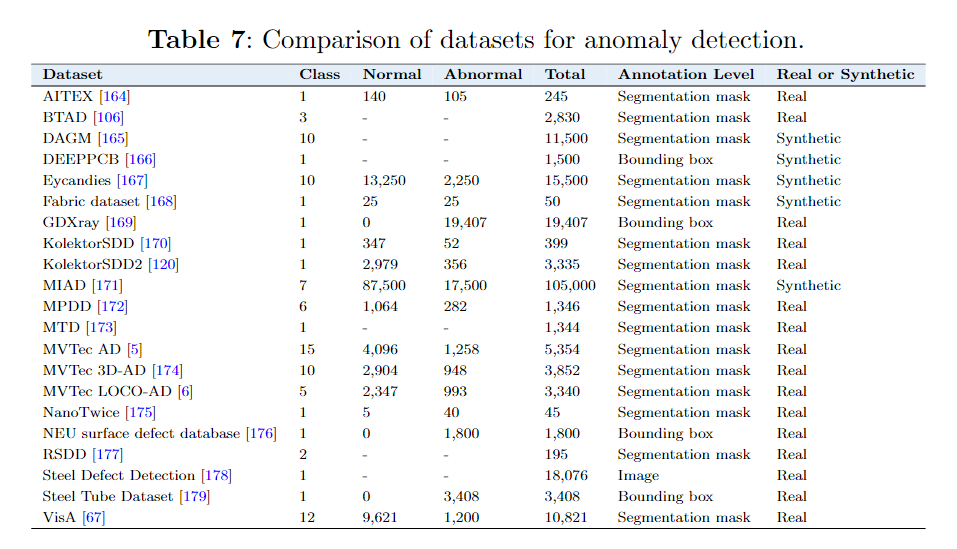 Table 7: Comparison of datasets for anomaly detection.
Dataset Class Normal Abnormal Total Annotation Level Real or Synthetic
AITEX [164] 1 140 105 245 Segmentation mask Real
BTAD [106] 3 - - 2,830 Segmentation mask Real
DAGM [165] 10 - - 11,500 Segmentation mask Synthetic
DEEPPCB [166] 1 - - 1,500 Bounding box Synthetic
Eycandies [167] 10 13,250 2,250 15,500 Segmentation mask Synthetic
Fabric dataset [168] 1 25 25 50 Segmentation mask Synthetic
GDXray [169] 1 0 19,407 19,407 Bounding box Real
KolektorSDD [170] 1 347 52 399 Segmentation mask Real
KolektorSDD2 [120] 1 2,979 356 3,335 Segmentation mask Real
MIAD [171] 7 87,500 17,500 105,000 Segmentation mask Synthetic
MPDD [172] 6 1,064 282 1,346 Segmentation mask Real
MTD [173] 1 - - 1,344 Segmentation mask Real
MVTec AD [5] 15 4,096 1,258 5,354 Segmentation mask Real
MVTec 3D-AD [174] 10 2,904 948 3,852 Segmentation mask Real
MVTec LOCO-AD [6] 5 2,347 993 3,340 Segmentation mask Real
NanoTwice [175] 1 5 40 45 Segmentation mask Real
NEU surface defect database [176] 1 0 1,800 1,800 Bounding box Real
RSDD [177] 2 - - 195 Segmentation mask Real
Steel Defect Detection [178] 1 - - 18,076 Image Real
Steel Tube Dataset [179] 1 0 3,408 3,408 Bounding box Real
VisA [67] 12 9,621 1,200 10,821 Segmentation mask Real